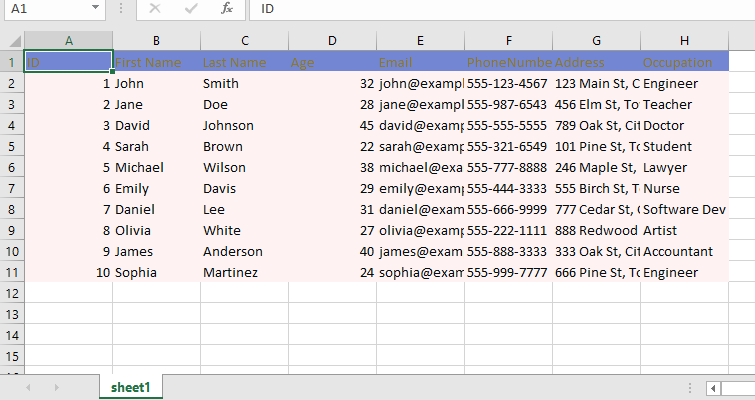 A1 fx ID
A B C D E F G H
1 ID First Name Last Name Age Email PhoneNumbe Address Occupation
2 1 John Smith 32 john@exampl 555-123-4567 123 Main St, C Engineer
3 2 Jane Doe 28 jane@exampl 555-987-6543 456 Elm St, To Teacher
4 3 David Johnson 45 david@examp 555-555-5555 789 Oak St, Cit Doctor
5 4 Sarah Brown 22 sarah@examp 555-321-6549 101 Pine St, To Student
6 5 Michael Wilson 38 michael@exa 555-777-8888 246 Maple St, Lawyer
7 6 Emily Davis 29 emily@examp 555-444-3333 555 Birch St, T Nurse
8 7 Daniel Lee 31 daniel@exam 555-666-9999 777 Cedar St, Software Dev
9 8 Olivia White 27 olivia@examp 555-222-1111 888 Redwood Artist
10 9 James Anderson 40 james@exam 555-888-3333 333 Oak St, Cit Accountant
11 10 Sophia Martinez 24 sophia@exam 555-999-7777 666 Pine St, To Engineer
12
13
14
15
sheet1